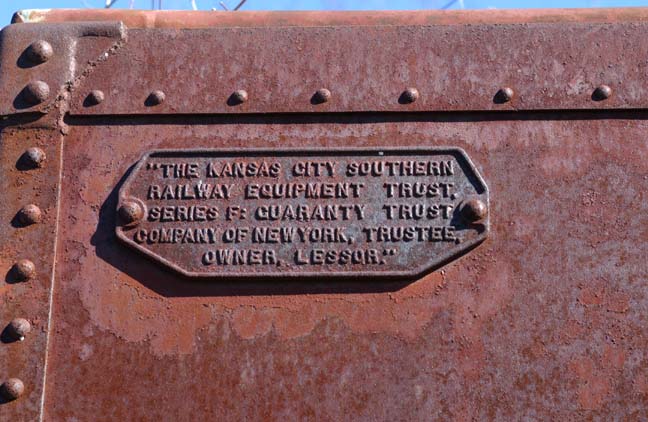 "THE KANSAS CITY SOUTHERN
RAILWAY EQUIPMENT TRUST,
SERIES F: GUARANTY TRUST
COMPANY OF NEW YORK, TRUSTEE,
OWNER, LESSOR."